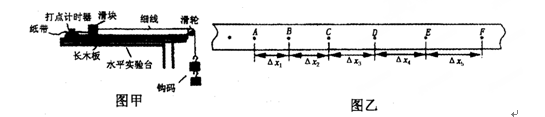 打点计时器 滑块 细线 滑轮
纸带
长木板
水平实验台
钩码
图甲
A B C D E F
Δx₁ Δx₂ Δx₃ Δx₄ Δx₅
图乙